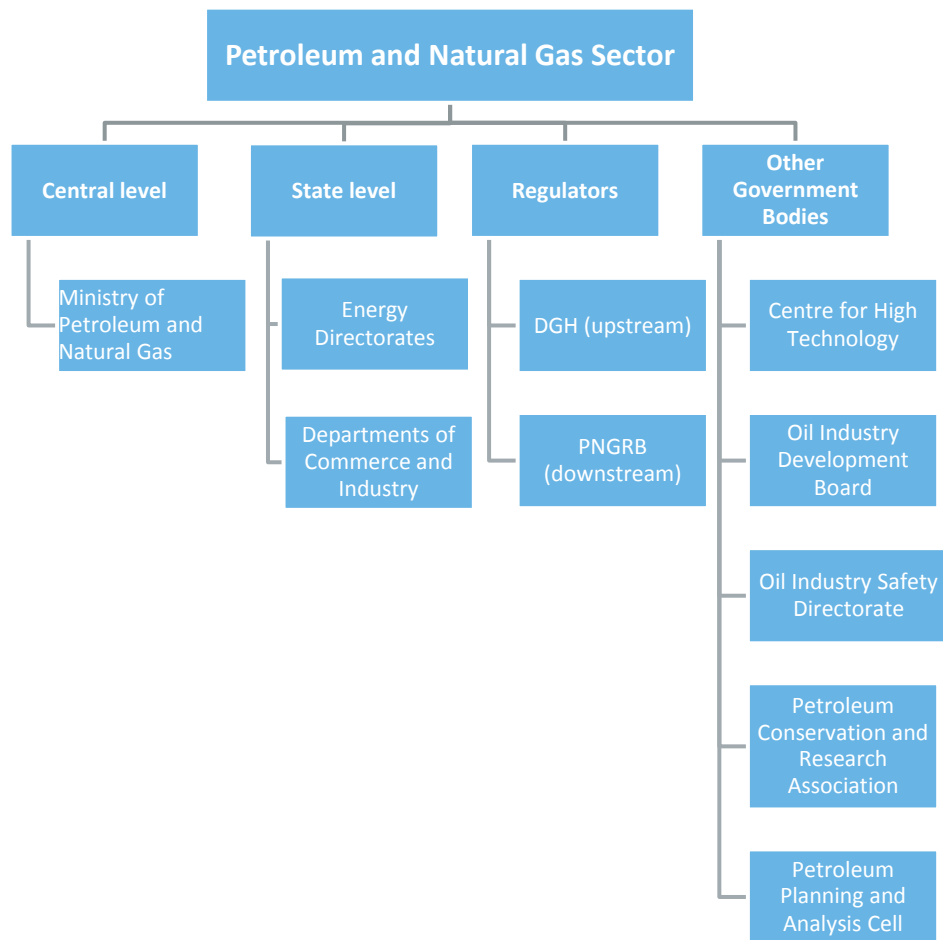 Petroleum and Natural Gas Sector
Central level
State level
Regulators
Other
Government
Bodies
Ministry of
Petroleum and
Natural Gas
Energy
Directorates
Departments of
Commerce and
Industry
DGH (upstream)
PNGRB
(downstream)
Centre for High
Technology
Oil Industry
Development
Board
Oil Industry Safety
Directorate
Petroleum
Conservation and
Research
Association
Petroleum
Planning and
Analysis Cell